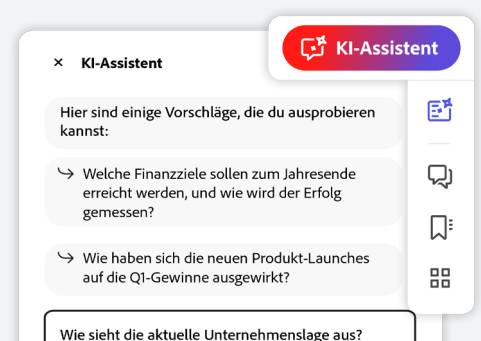 KI-Assistent
× KI-Assistent
Hier sind einige Vorschläge, die du ausprobieren
kannst:
Welche Finanzziele sollen zum Jahresende
erreicht werden, und wie wird der Erfolg
gemessen?
Wie haben sich die neuen Produkt-Launches
auf die Q1-Gewinne ausgewirkt?
Wie sieht die aktuelle Unternehmenslage aus?